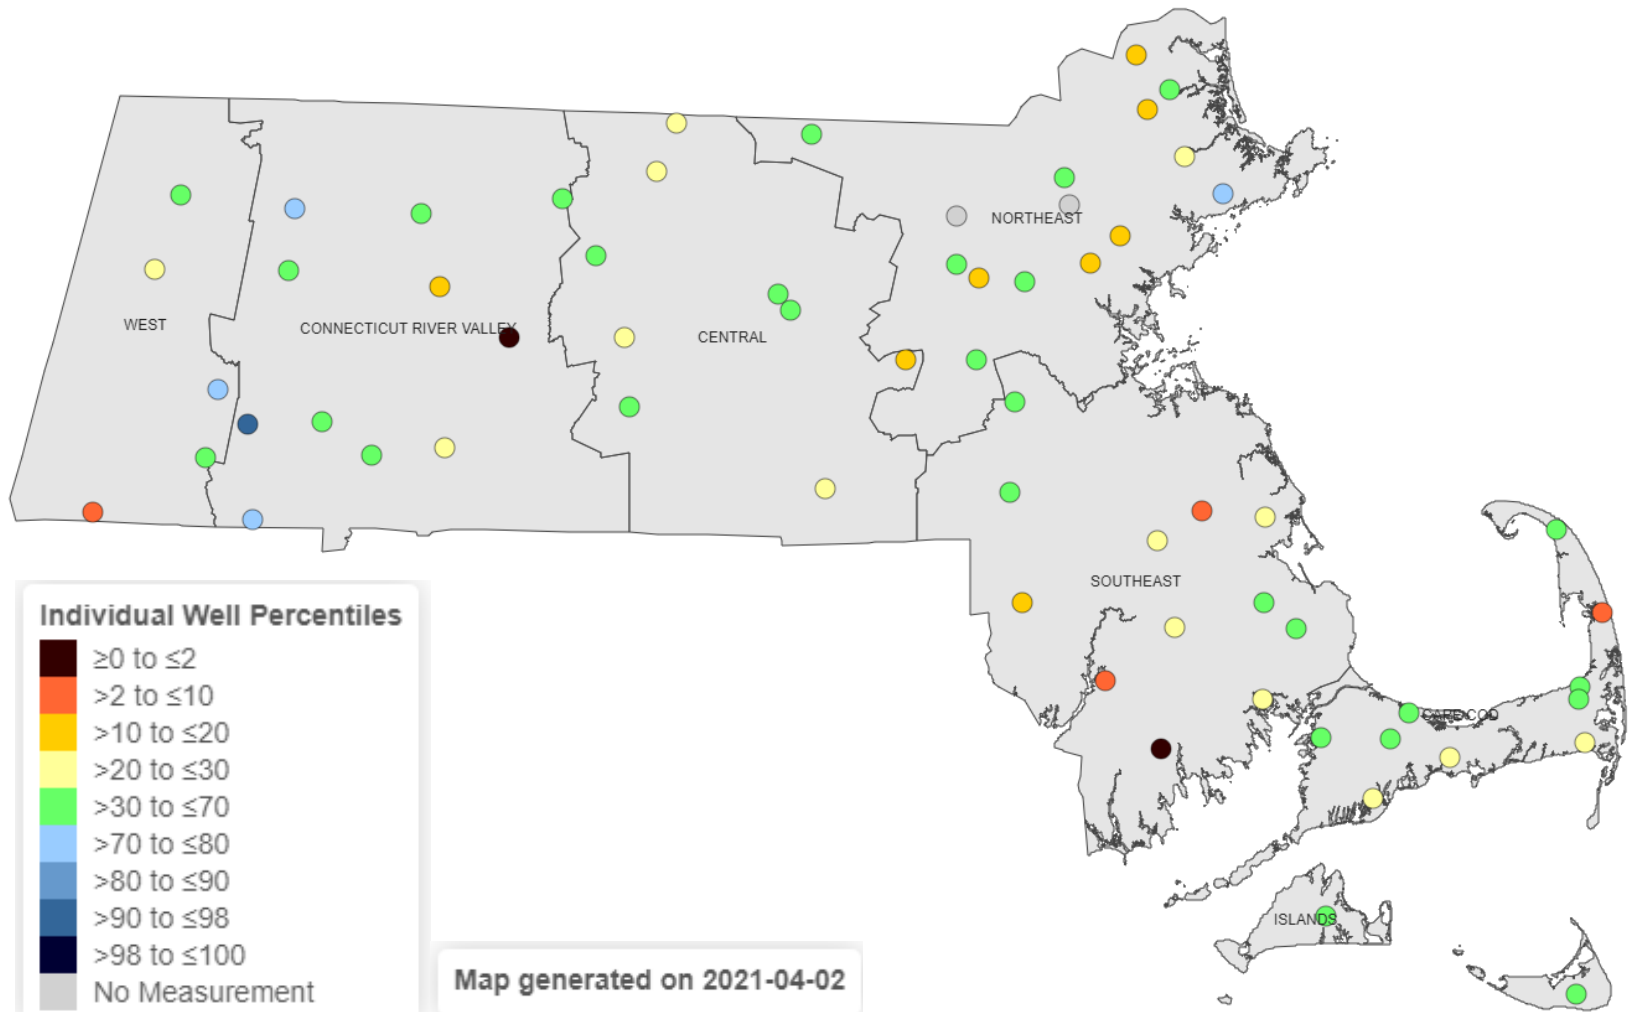 NORTHEAST
WEST
CONNECTICUT RIVER VALLEY
CENTRAL
SOUTHEAST
CAPE COD
ISLANDS
Individual Well Percentiles
≥0 to ≤2
>2 to ≤10
>10 to ≤20
>20 to ≤30
>30 to ≤70
>70 to ≤80
>80 to ≤90
>90 to ≤98
>98 to ≤100
No Measurement
Map generated on 2021-04-02